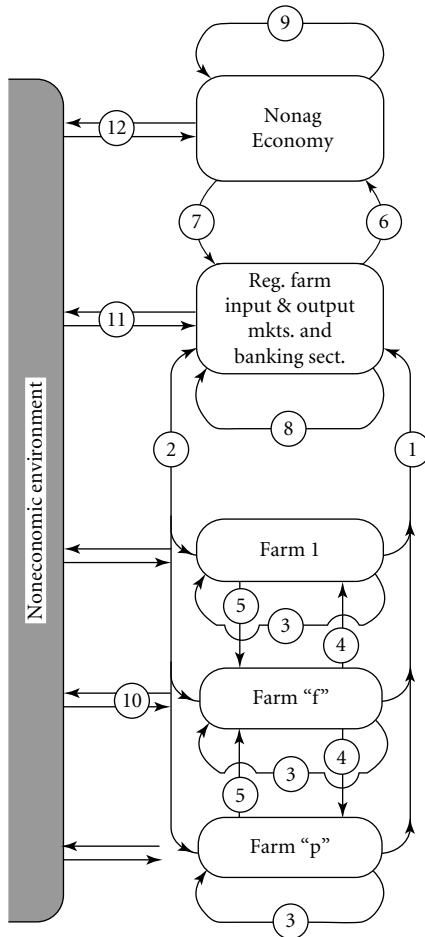 9
Nonag
Economy
12
7
6
Reg. farm
input & output
mkts. and
banking sect.
11
8
2
1
Noneconomic environment
Farm 1
5
3
4
Farm “f”
10
4
3
5
Farm “p”
3